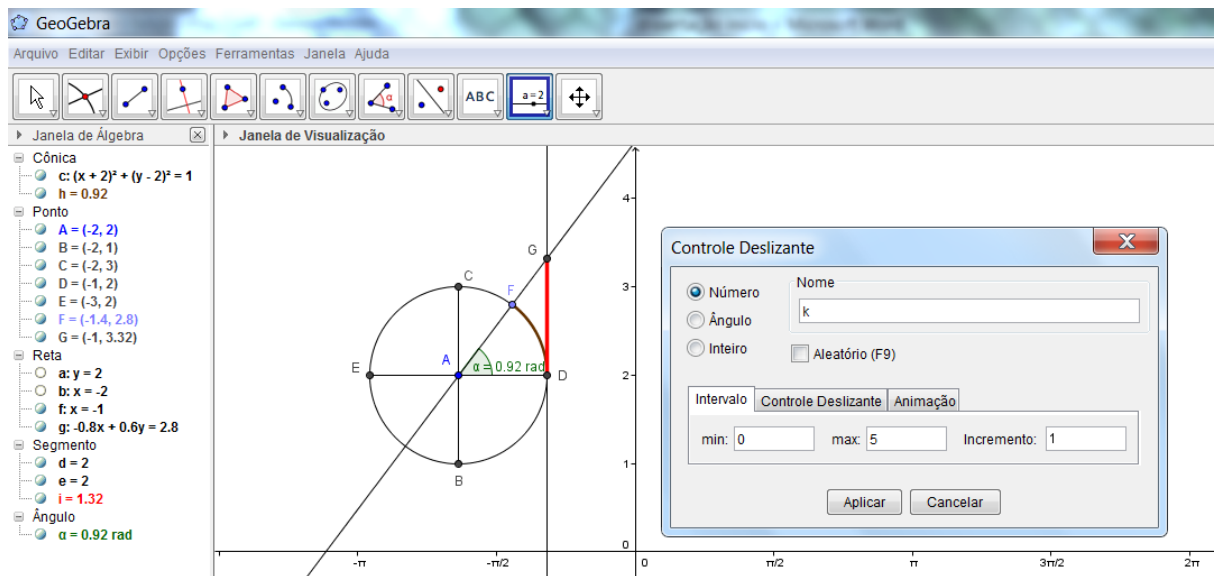 GeoGebra
Arquivo Editar Exibir Opções Ferramentas Janela Ajuda
ABC
a = 2
Janela de Álgebra
Janela de Visualização
Cônica
c: (x + 2)² + (y - 2)² = 1
h = 0.92
Ponto
A = (-2, 2)
B = (-2, 1)
C = (-2, 3)
D = (-1, 2)
E = (-3, 2)
F = (-1.4, 2.8)
G = (-1, 3.32)
Reta
a: y = 2
b: x = -2
f: x = -1
g: -0.8x + 0.6y = 2.8
Segmento
d = 2
e = 2
i = 1.32
Ângulo
α = 0.92 rad
4
3
2
1
0
-π
-π/2
0
π/2
π
3π/2
2π
G
C
F
E
A
α = 0.92 rad
D
B
Controle Deslizante
Número
Ângulo
Inteiro
Nome
k
Aleatório (F9)
Intervalo Controle Deslizante Animação
min: 0 max: 5 Incremento: 1
Aplicar Cancelar